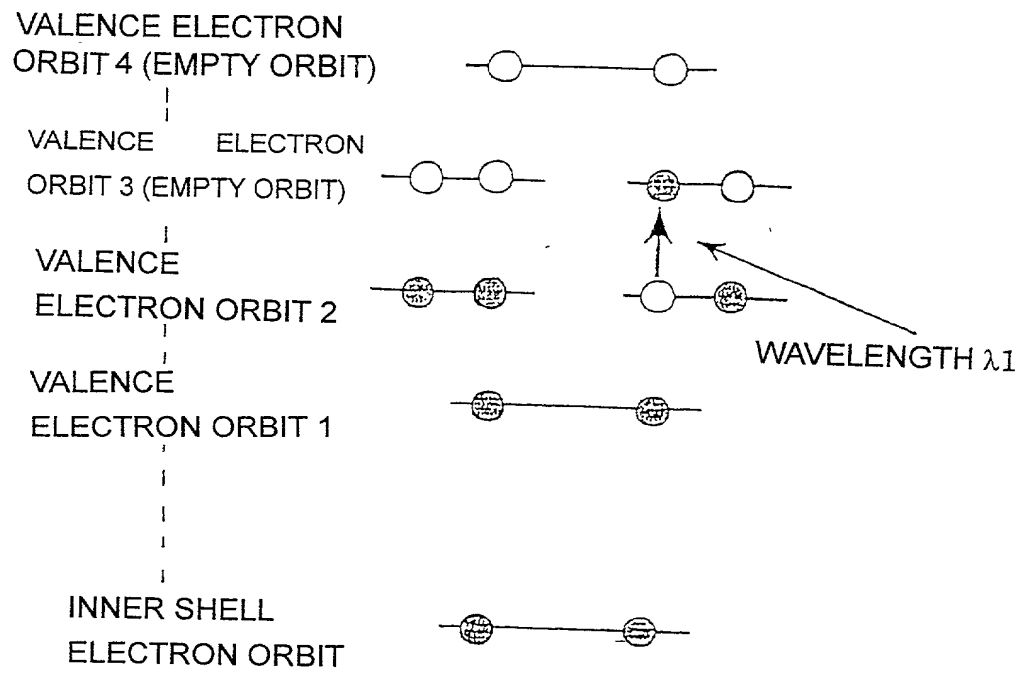 VALENCE ELECTRON
ORBIT 4 (EMPTY ORBIT)
VALENCE ELECTRON
ORBIT 3 (EMPTY ORBIT)
VALENCE
ELECTRON ORBIT 2
WAVELENGTH λ1
VALENCE
ELECTRON ORBIT 1
INNER SHELL
ELECTRON ORBIT